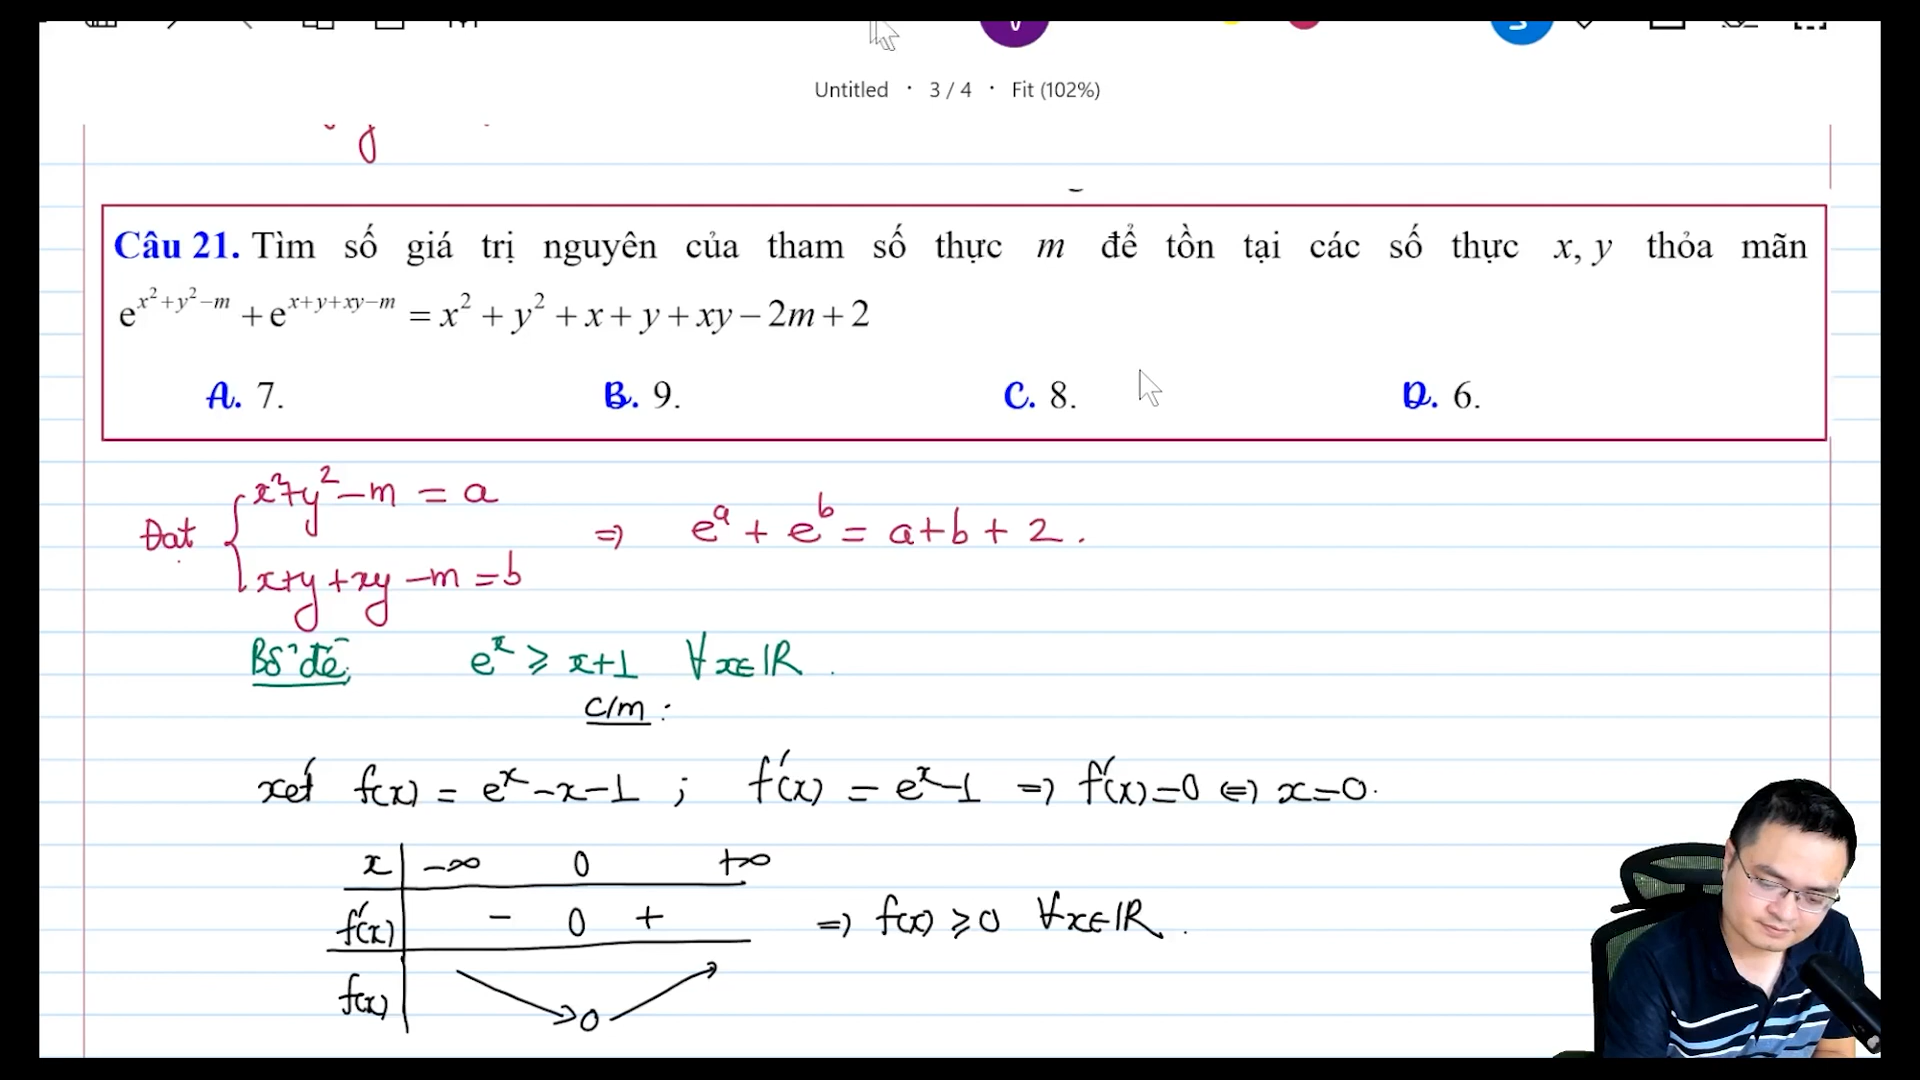 Untitled · 3 / 4 · Fit (102%)
Câu 21. Tìm số giá trị nguyên của tham số thực m để tồn tại các số thực x, y thỏa mãn
e^{x²+y²−m} + e^{x+y+xy−m} = x² + y² + x + y + xy − 2m + 2
A. 7. B. 9. C. 8. D. 6.
Đặt { x²+y²−m = a
x+y+xy−m = b
⇒ e^a + e^b = a+b+2.
Bổ đề: e^x ⩾ x+1 ∀x∈ℝ.
C/m:
xét f(x) = e^x−x−1 ; f'(x) = e^x−1 ⇒ f'(x)=0 ⇔ x=0.
x | −∞ 0 +∞
f'(x) | − 0 +
⇒ f(x) ⩾ 0 ∀x∈ℝ.
f(x) | ↘ 0 ↗